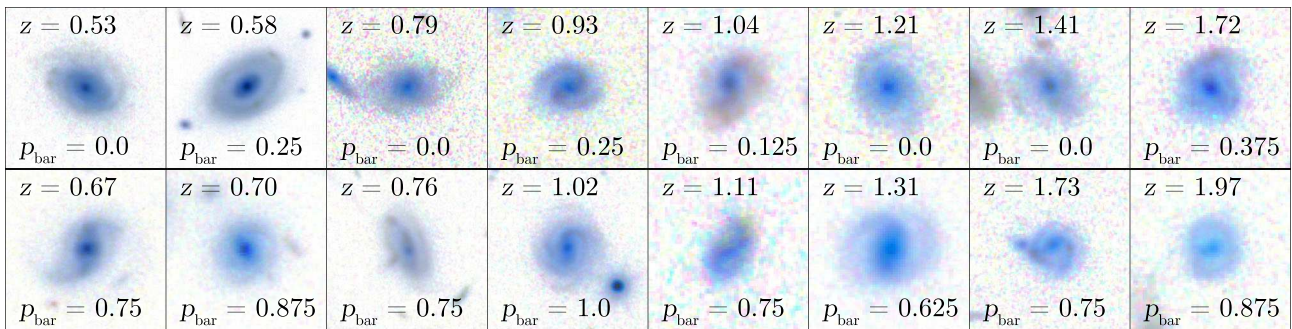 z = 0.53 z = 0.58 z = 0.79 z = 0.93 z = 1.04 z = 1.21 z = 1.41 z = 1.72
p_bar = 0.0 p_bar = 0.25 p_bar = 0.0 p_bar = 0.25 p_bar = 0.125 p_bar = 0.0 p_bar = 0.0 p_bar = 0.375
z = 0.67 z = 0.70 z = 0.76 z = 1.02 z = 1.11 z = 1.31 z = 1.73 z = 1.97
p_bar = 0.75 p_bar = 0.875 p_bar = 0.75 p_bar = 1.0 p_bar = 0.75 p_bar = 0.625 p_bar = 0.75 p_bar = 0.875